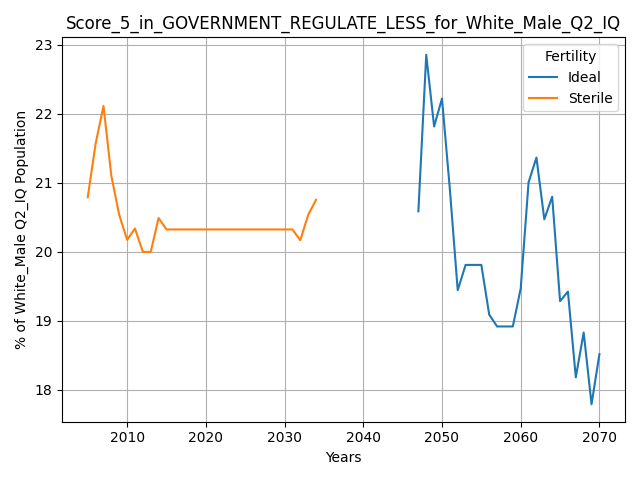 Score_5_in_GOVERNMENT_REGULATE_LESS_for_White_Male_Q2_IQ
% of White_Male Q2_IQ Population
23
22
21
20
19
18
Fertility
Ideal
Sterile
2010 2020 2030 2040 2050 2060 2070
Years